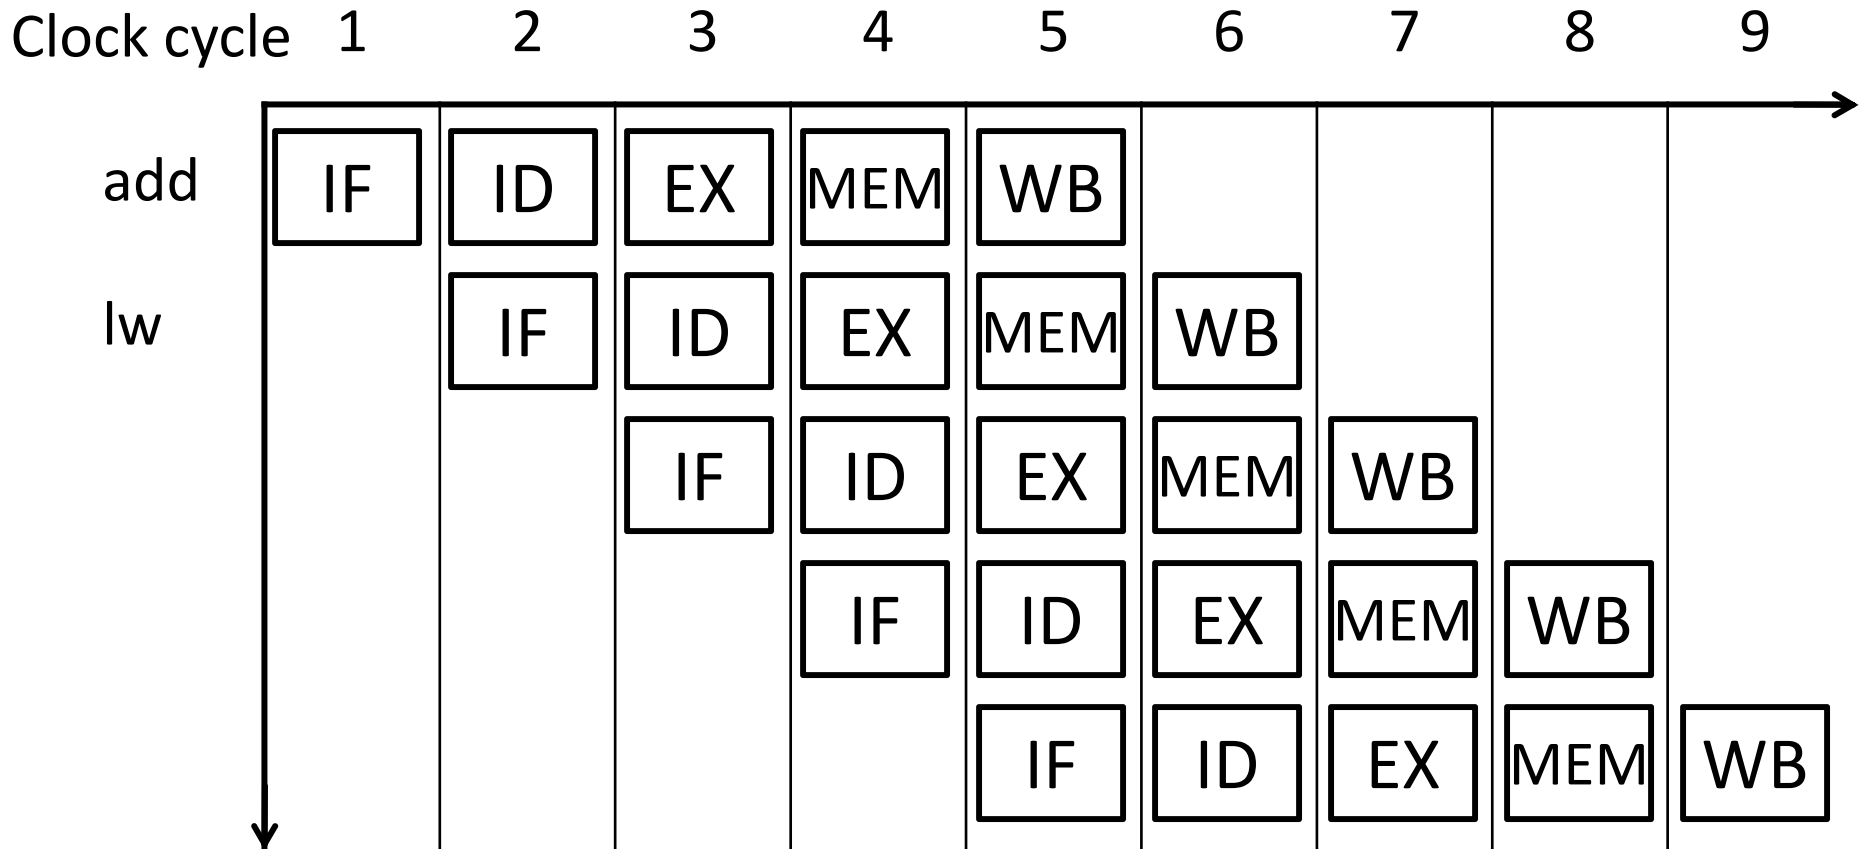 Clock cycle 1 2 3 4 5 6 7 8 9
add IF ID EX MEM WB
lw IF ID EX MEM WB
IF ID EX MEM WB
IF ID EX MEM WB
IF ID EX MEM WB